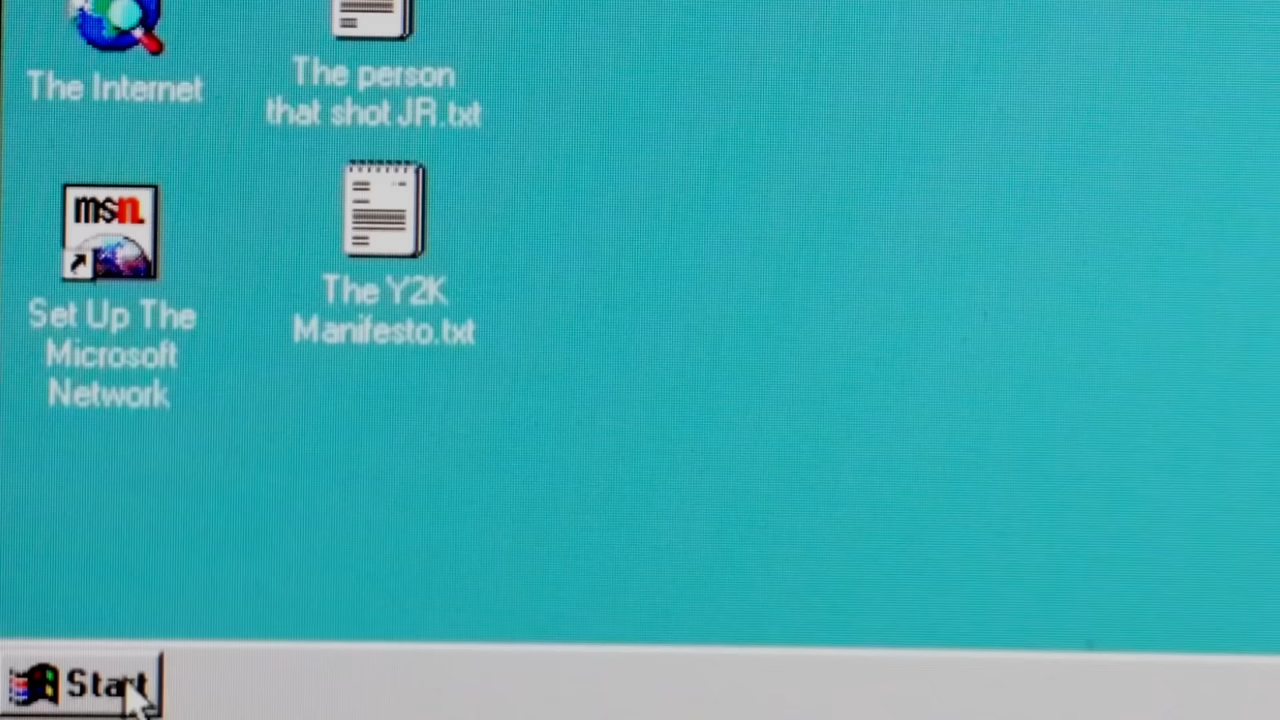 The Internet
The person
that shot JR.txt
msn
Set Up The
Microsoft
Network
The Y2K
Manifesto.txt
Start